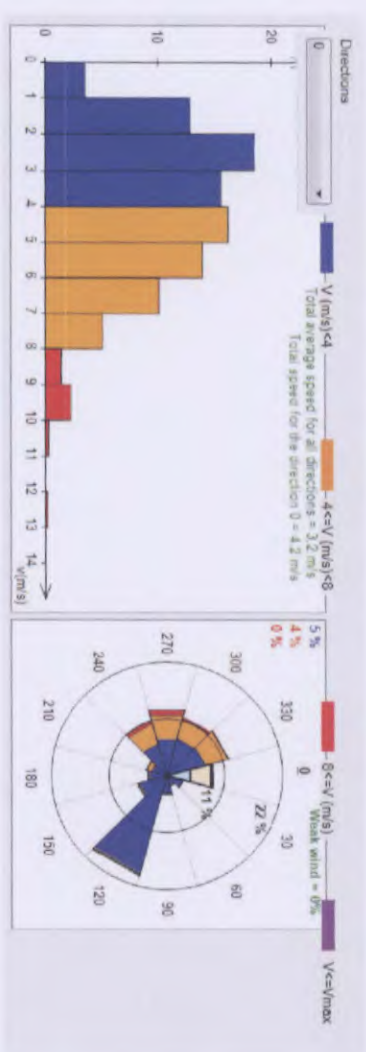 Directions
0
V (m/s)<4
4<=V (m/s)<8
8<=V (m/s)
V<=Vmax
Total average speed for all directions = 3.2 m/s
Total speed for the direction 0 = 4.2 m/s
Weak wind = 0%
20
10
0
0 1 2 3 4 5 6 7 8 9 10 11 12 13 14
v(m/s)
5 %
4 %
0 %
0
30
60
90
120
150
180
210
240
270
300
330
22 %
11 %